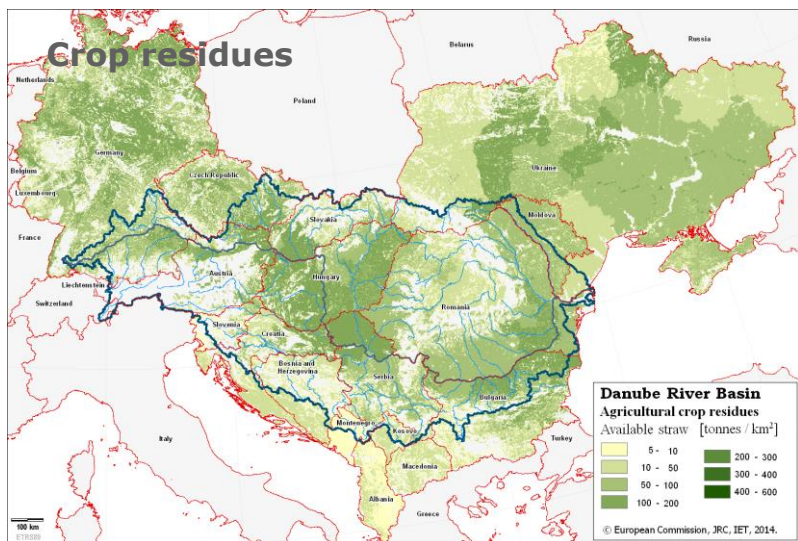 Crop residues
Belarus
Russia
Netherlands
Poland
Germany
Belgium
Ukraine
Luxembourg
Czech Republic
Slovakia
Moldova
France
Austria
Hungary
Liechtenstein
Switzerland
Romania
Slovenia
Croatia
Bosnia and
Herzegovina
Serbia
Bulgaria
Montenegro
Kosovo
Italy
Turkey
Macedonia
Albania
Greece
100 km
ETRS89
Danube River Basin
Agricultural crop residues
Available straw [tonnes / km²]
5 - 10
10 - 50
50 - 100
100 - 200
200 - 300
300 - 400
400 - 600
© European Commission, JRC, IET, 2014.